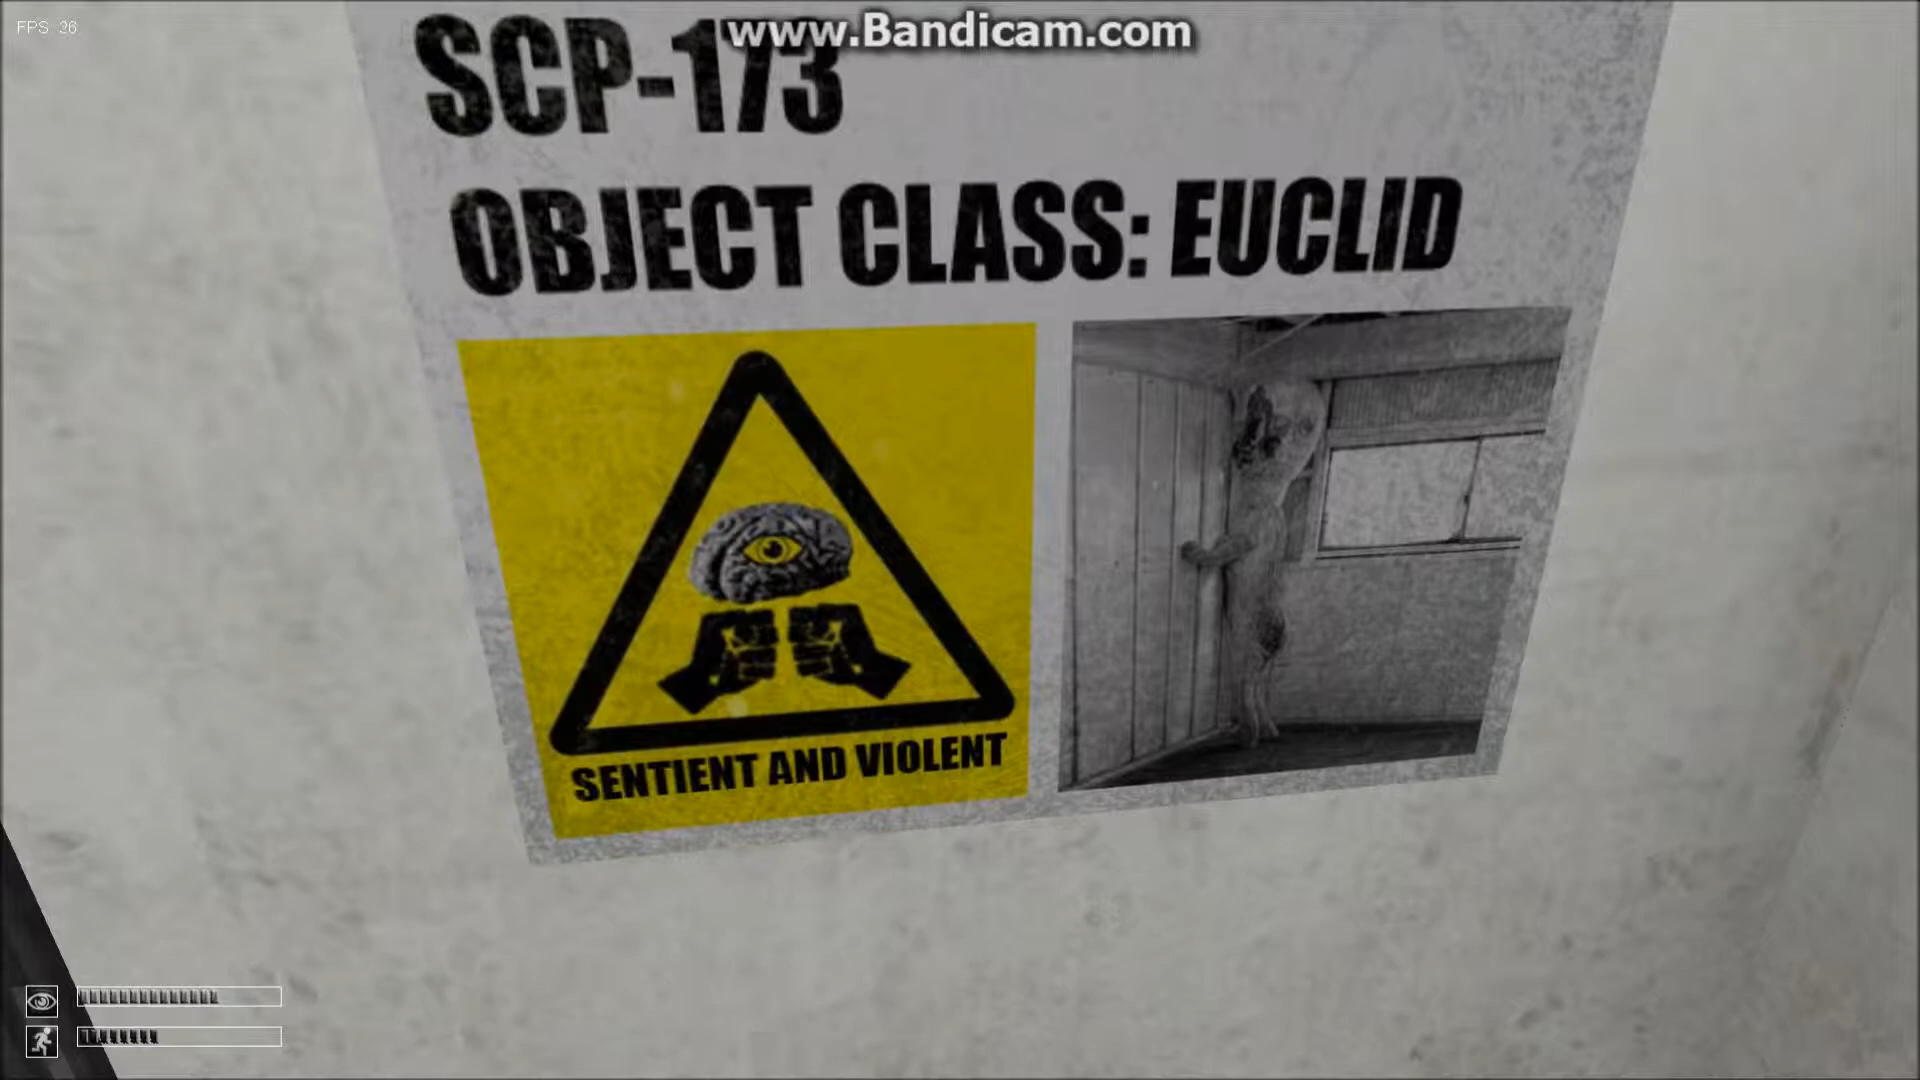 FPS 26
www.Bandicam.com
SCP-173
OBJECT CLASS: EUCLID
SENTIENT AND VIOLENT